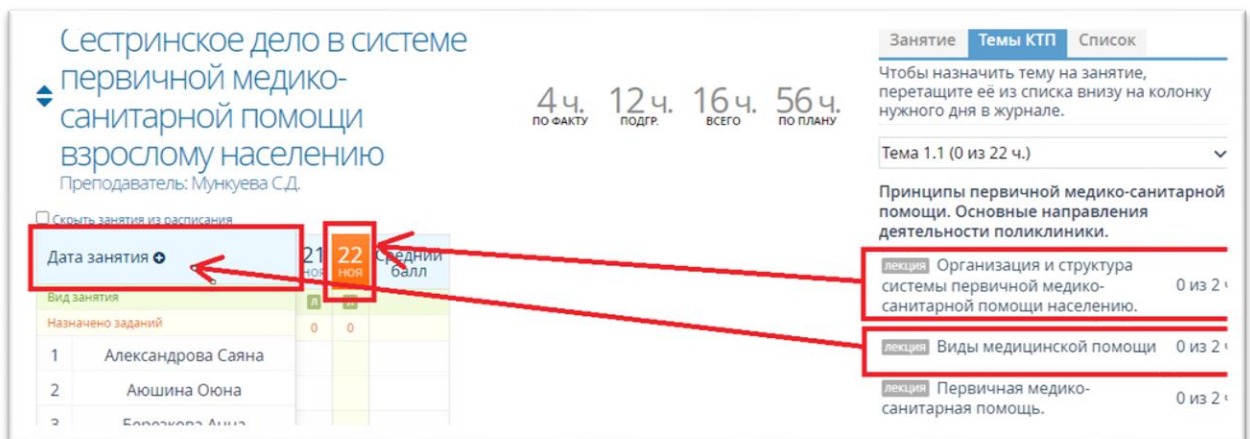 Сестринское дело в системе
первичной медико-
санитарной помощи
взрослому населению
Преподаватель: Мункуева С.Д.
4 ч. 12 ч. 16 ч. 56 ч.
ПО ФАКТУ ПОДГР. ВСЕГО ПО ПЛАНУ
Скрыть занятия из расписания
Дата занятия
21 22 Средний
НОЯ НОЯ балл
Вид занятия
Л Л
Назначено заданий 0 0
1 Александрова Саяна
2 Аюшина Оюна
3 Березкова Анна
Занятие Темы КТП Список
Чтобы назначить тему на занятие,
перетащите её из списка внизу на колонку
нужного дня в журнале.
Тема 1.1 (0 из 22 ч.)
Принципы первичной медико-санитарной
помощи. Основные направления
деятельности поликлиники.
лекция Организация и структура
системы первичной медико- 0 из 2
санитарной помощи населению.
лекция Виды медицинской помощи 0 из 2
лекция Первичная медико-
санитарная помощь. 0 из 2